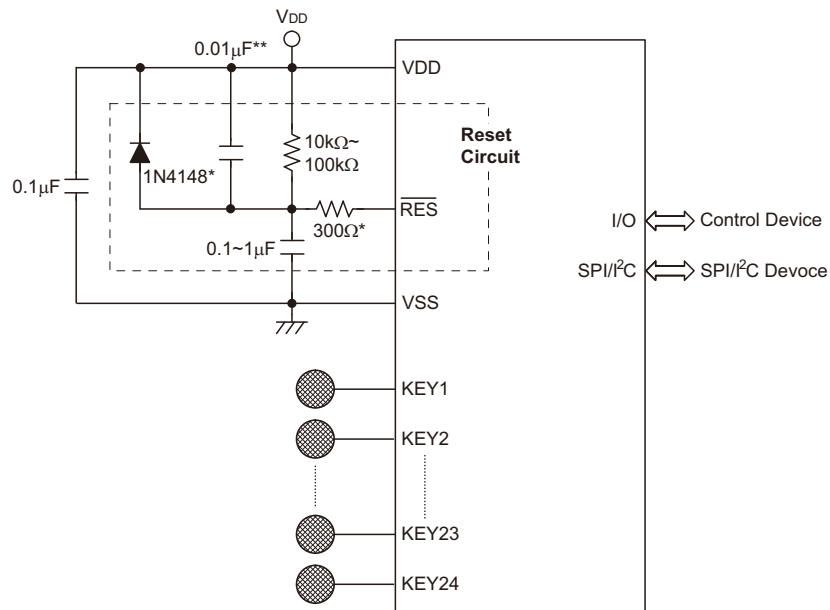 VDD
0.01µF**
VDD
Reset
Circuit
10kΩ~
100kΩ
1N4148*
0.1µF
RES
300Ω*
0.1~1µF
VSS
I/O
Control Device
SPI/I²C
SPI/I²C Devoce
KEY1
KEY2
KEY23
KEY24